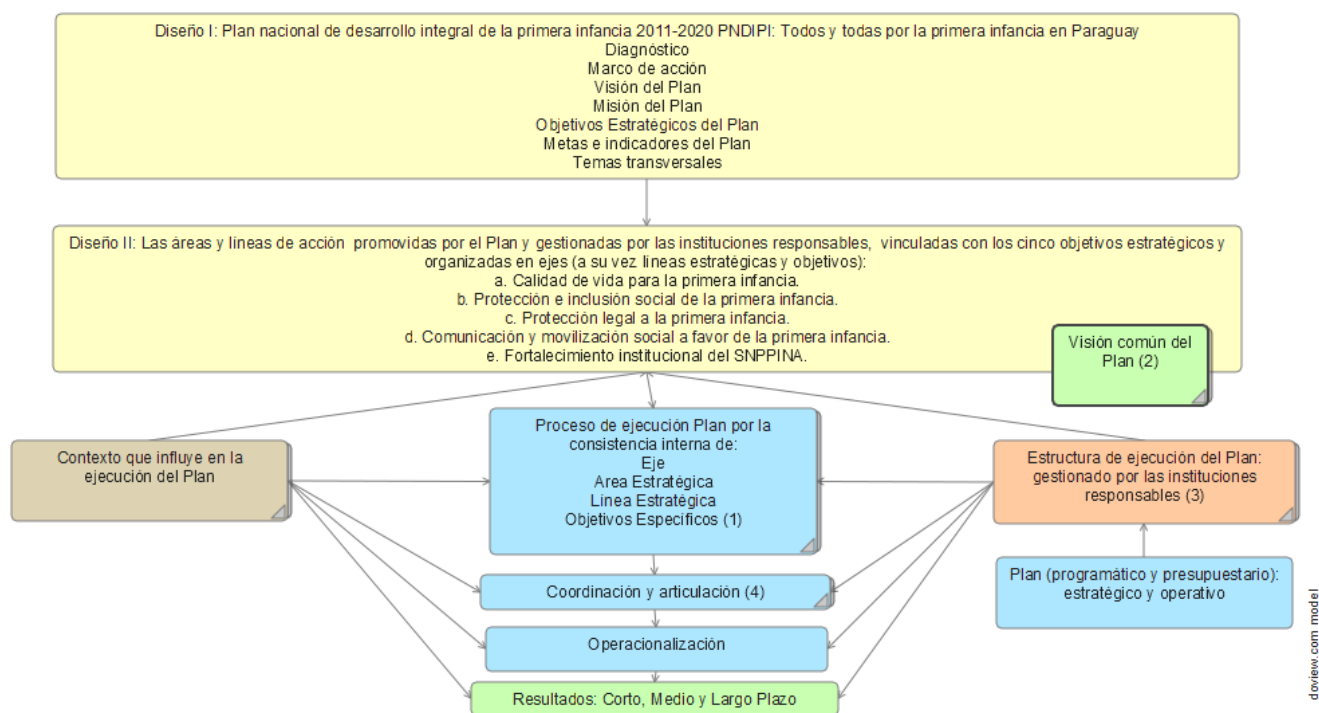 Diseño I: Plan nacional de desarrollo integral de la primera infancia 2011-2020 PNDIPI: Todos y todas por la primera infancia en Paraguay
Diagnóstico
Marco de acción
Visión del Plan
Misión del Plan
Objetivos Estratégicos del Plan
Metas e indicadores del Plan
Temas transversales
Diseño II: Las áreas y líneas de acción promovidas por el Plan y gestionadas por las instituciones responsables, vinculadas con los cinco objetivos estratégicos y
organizadas en ejes (a su vez líneas estratégicas y objetivos):
a. Calidad de vida para la primera infancia.
b. Protección e inclusión social de la primera infancia.
c. Protección legal a la primera infancia.
d. Comunicación y movilización social a favor de la primera infancia.
e. Fortalecimiento institucional del SNPPINA.
Visión común del
Plan (2)
Contexto que influye en la
ejecución del Plan
Proceso de ejecución Plan por la
consistencia interna de:
Eje
Area Estratégica
Línea Estratégica
Objetivos Específicos (1)
Estructura de ejecución del Plan:
gestionado por las instituciones
responsables (3)
Coordinación y articulación (4)
Plan (programático y presupuestario):
estratégico y operativo
Operacionalización
Resultados: Corto, Medio y Largo Plazo
doview.com model